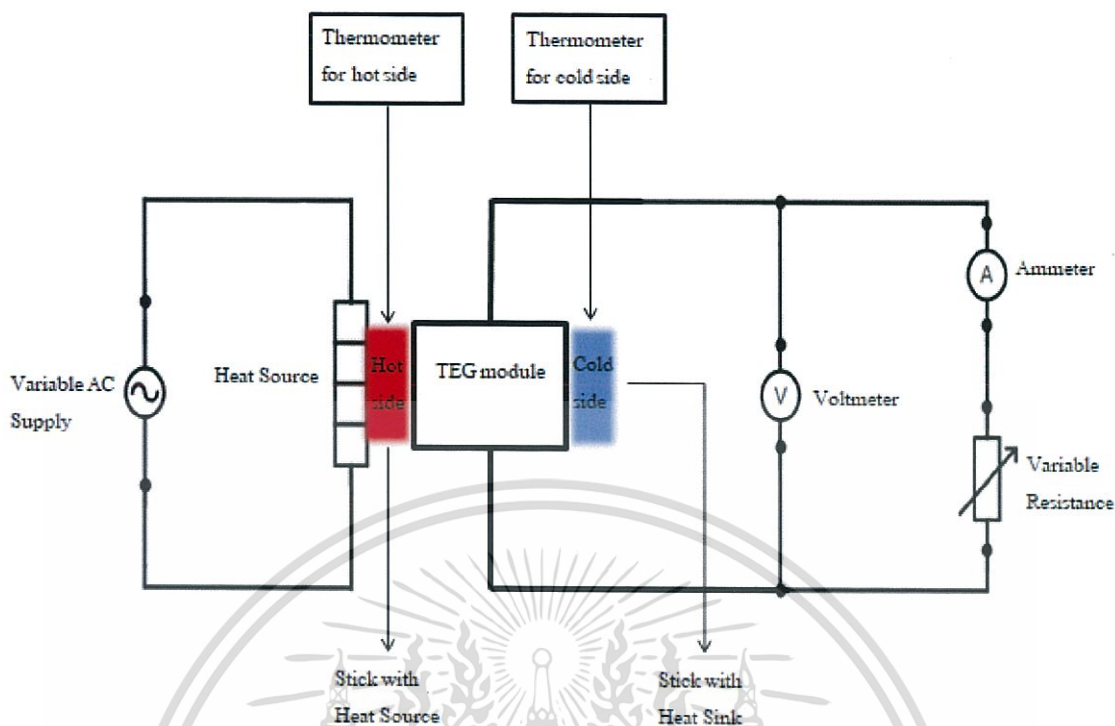 Thermometer
for hot side
Thermometer
for cold side
Variable AC
Supply
Heat Source
Hot
side
TEG module
Cold
side
V
Voltmeter
A
Ammeter
Variable
Resistance
Stick with
Heat Source
Stick with
Heat Sink